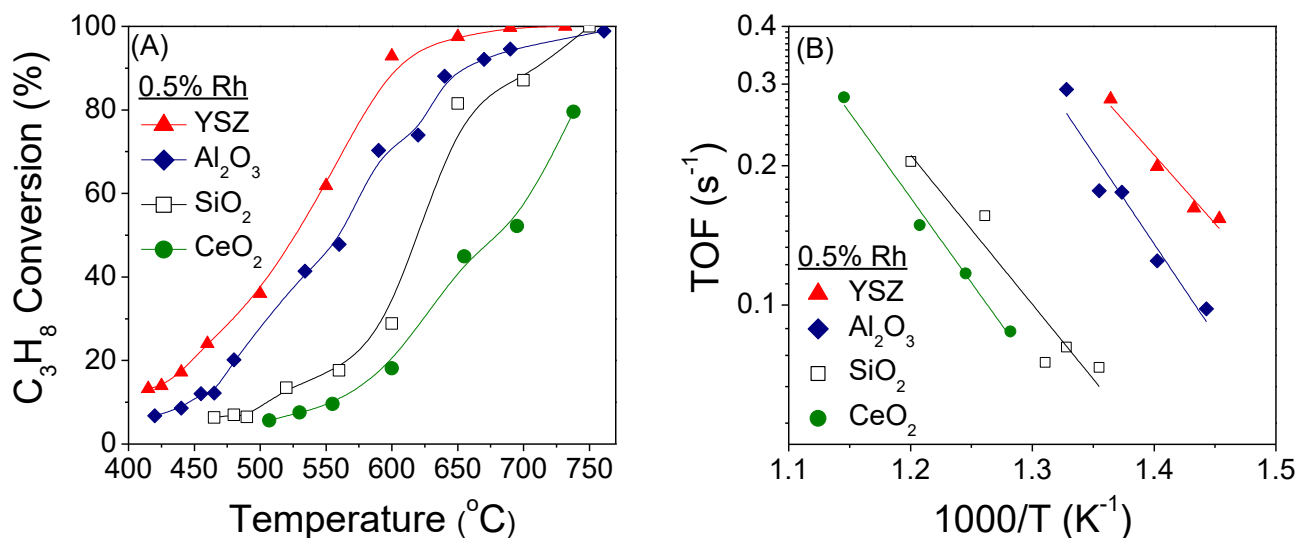 (A)
C₃H₈ Conversion (%)
100
80
60
40
20
0
0.5% Rh
YSZ
Al₂O₃
SiO₂
CeO₂
400 450 500 550 600 650 700 750
Temperature (°C)
(B)
TOF (s⁻¹)
0.4
0.3
0.2
0.1
0.5% Rh
YSZ
Al₂O₃
SiO₂
CeO₂
1.1 1.2 1.3 1.4 1.5
1000/T (K⁻¹)